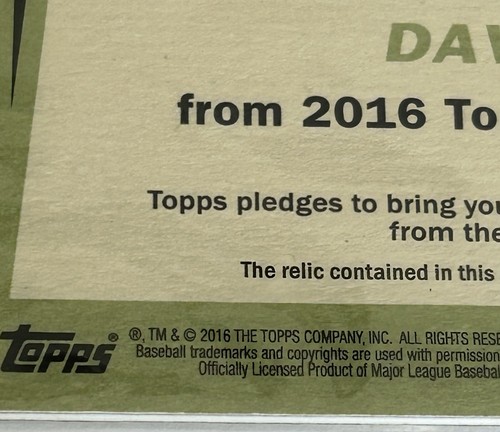 DAV
from 2016 To
Topps pledges to bring you
from the
The relic contained in this
topps® ®, TM & © 2016 THE TOPPS COMPANY, INC. ALL RIGHTS RESE
Baseball trademarks and copyrights are used with permission
Officially Licensed Product of Major League Basebal